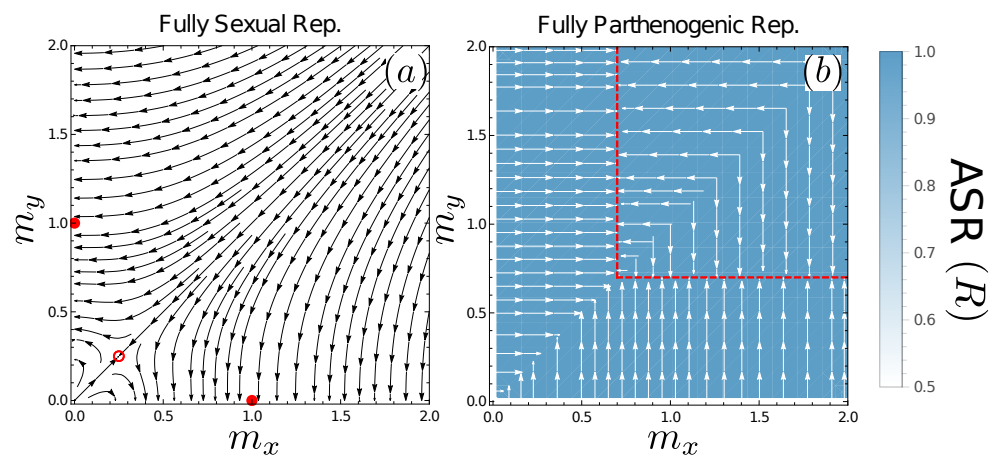 Fully Sexual Rep.
2.0
1.5
1.0
0.5
0.0
0.0 0.5 1.0 1.5 2.0
m_y
m_x
(a)
Fully Parthenogenic Rep.
2.0
1.5
1.0
0.5
0.0
0.0 0.5 1.0 1.5 2.0
m_y
m_x
(b)
1.0
0.9
0.8
0.7
0.6
0.5
ASR (R)